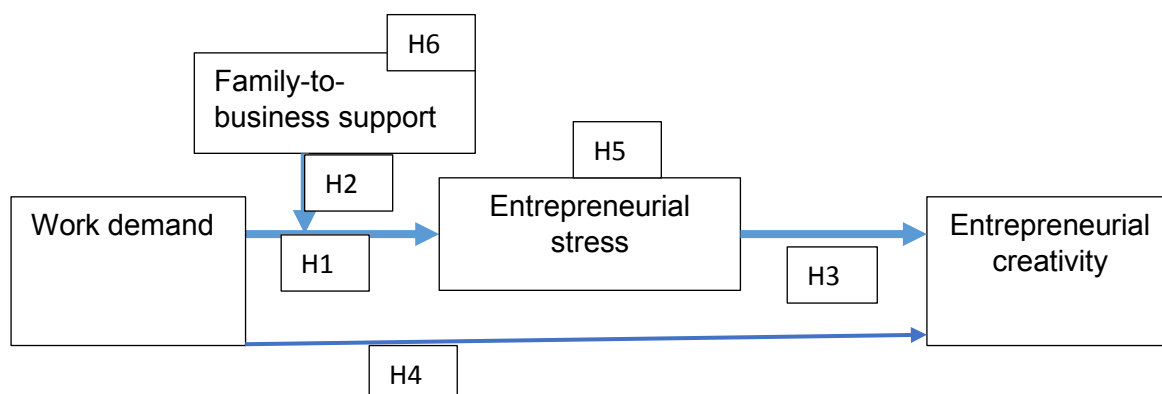 H6
Family-to-
business support
H5
H2
Work demand
Entrepreneurial
stress
Entrepreneurial
creativity
H1
H3
H4